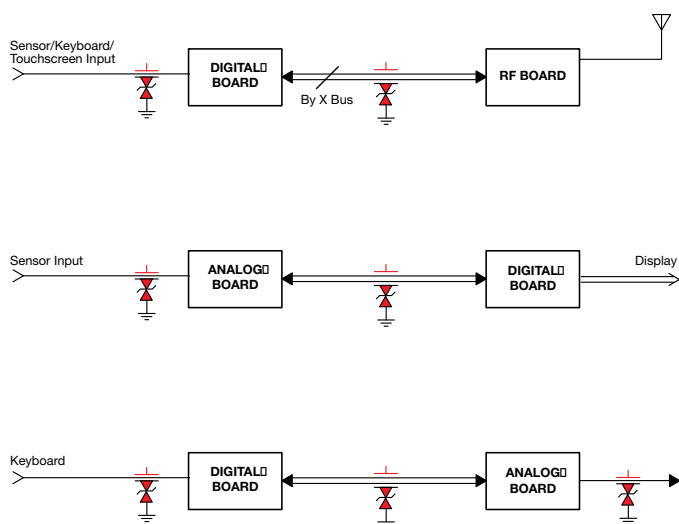 Sensor/Keyboard/
Touchscreen Input
DIGITAL
BOARD
By X Bus
RF BOARD
Sensor Input
ANALOG
BOARD
DIGITAL
BOARD
Display
Keyboard
DIGITAL
BOARD
ANALOG
BOARD